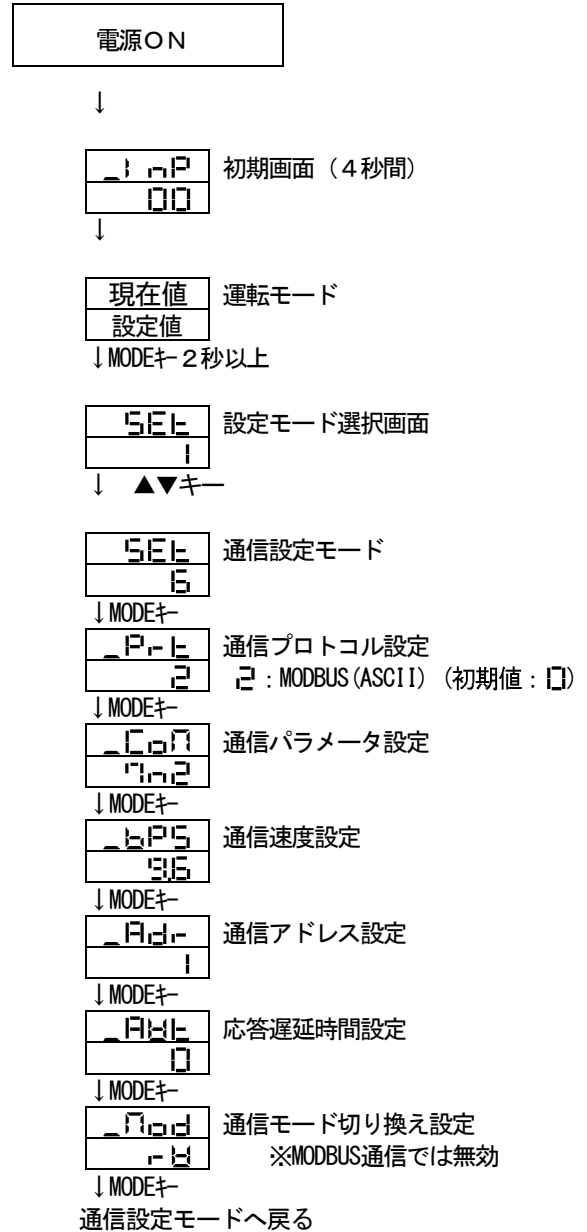 電源ON
↓
_InP 初期画面(4秒間)
00
↓
現在値 運転モード
設定値
↓MODEキー2秒以上
SEt 設定モード選択画面
1
↓ ▲▼キー
SEt 通信設定モード
6
↓MODEキー
_Prt 通信プロトコル設定
2 2:MODBUS(ASCII) (初期値:0)
↓MODEキー
_CoM 通信パラメータ設定
7n2
↓MODEキー
_bPS 通信速度設定
9.6
↓MODEキー
_Adr 通信アドレス設定
1
↓MODEキー
_AWt 応答遅延時間設定
0
↓MODEキー
_Mod 通信モード切り換え設定
rW ※MODBUS通信では無効
↓MODEキー
通信設定モードへ戻る